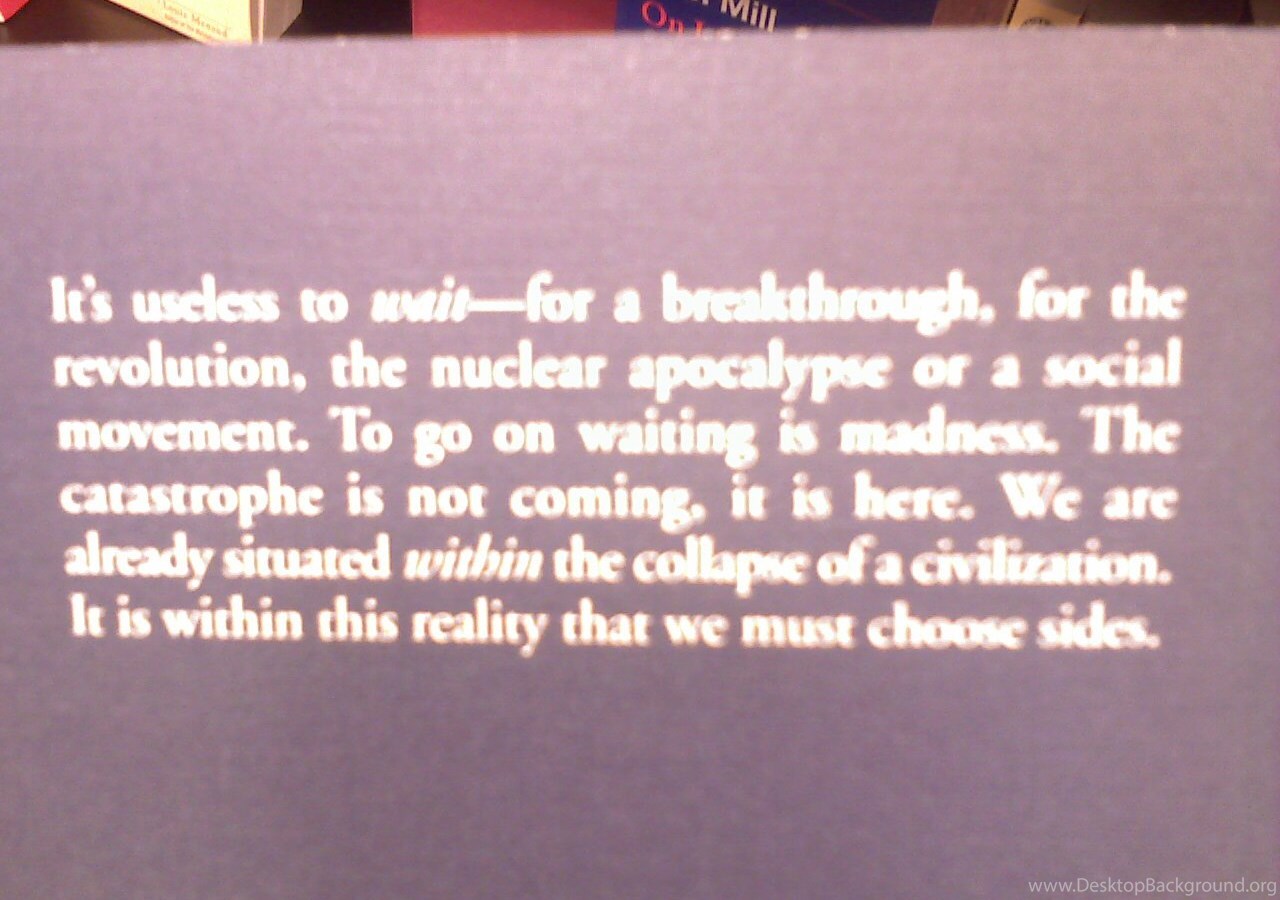 Mill
On
It's useless to wait—for a breakthrough, for the
revolution, the nuclear apocalypse or a social
movement. To go on waiting is madness. The
catastrophe is not coming, it is here. We are
already situated within the collapse of a civilization.
It is within this reality that we must choose sides.
www.DesktopBackground.org